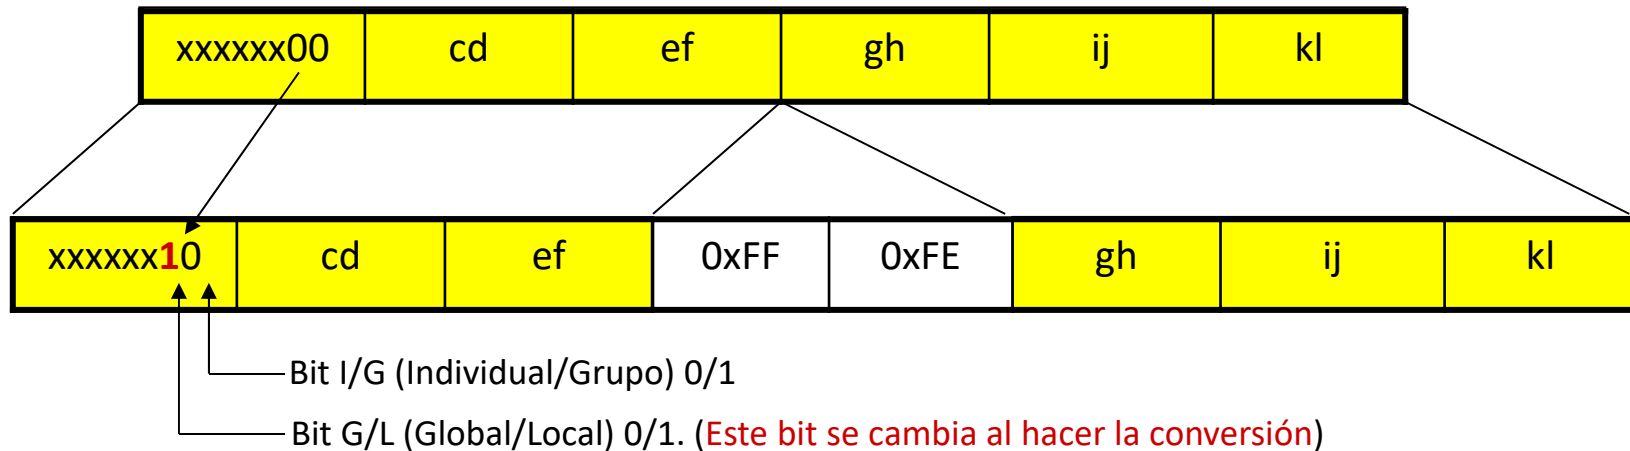 xxxxxx00 cd ef gh ij kl
xxxxxx10 cd ef 0xFF 0xFE gh ij kl
Bit I/G (Individual/Grupo) 0/1
Bit G/L (Global/Local) 0/1. (Este bit se cambia al hacer la conversión)